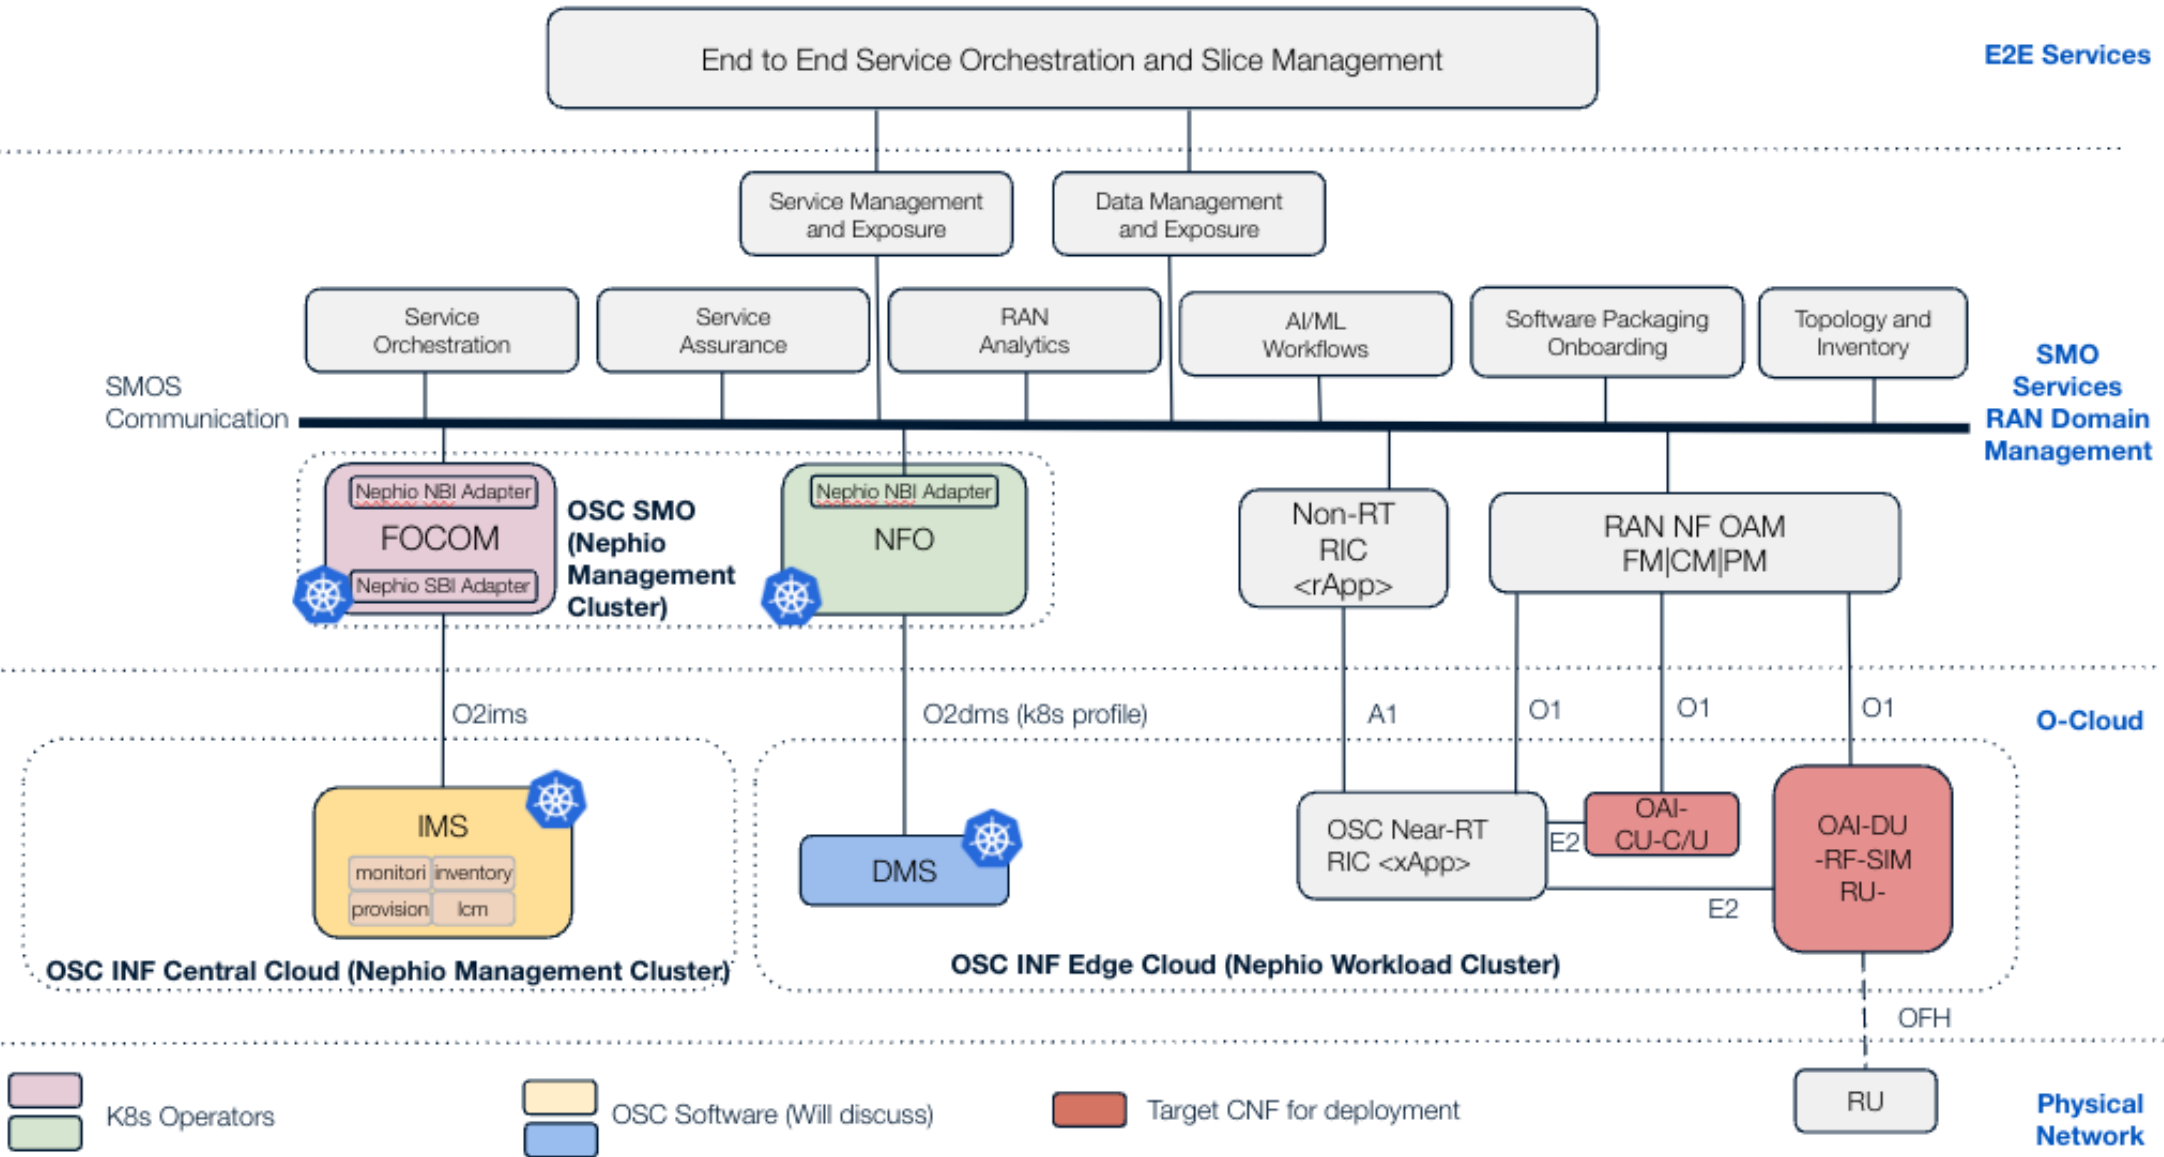 End to End Service Orchestration and Slice Management
E2E Services
Service Management
and Exposure
Data Management
and Exposure
Service
Orchestration
Service
Assurance
RAN
Analytics
AI/ML
Workflows
Software Packaging
Onboarding
Topology and
Inventory
SMOS
Communication
SMO
Services
RAN Domain
Management
Nephio NBI Adapter
FOCOM
Nephio SBI Adapter
OSC SMO
(Nephio
Management
Cluster)
Nephio NBI Adapter
NFO
Non-RT
RIC
<rApp>
RAN NF OAM
FM|CM|PM
O2ims
O2dms (k8s profile)
A1
O1
O1
O1
O-Cloud
IMS
monitori
inventory
provision
lcm
OSC INF Central Cloud (Nephio Management Cluster)
DMS
OSC Near-RT
RIC <xApp>
E2
OAI-
CU-C/U
E2
OAI-DU
-RF-SIM
RU-
OSC INF Edge Cloud (Nephio Workload Cluster)
OFH
K8s Operators
OSC Software (Will discuss)
Target CNF for deployment
RU
Physical
Network